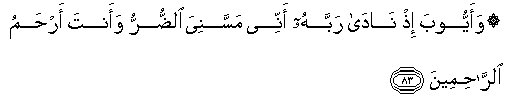 ۞ وَأَيُّوبَ إِذْ نَادَىٰ رَبَّهُۥٓ أَنِّى مَسَّنِىَ ٱلضُّرُّ وَأَنتَ أَرْحَمُ
ٱلرَّٰحِمِينَ ﴿٨٣﴾